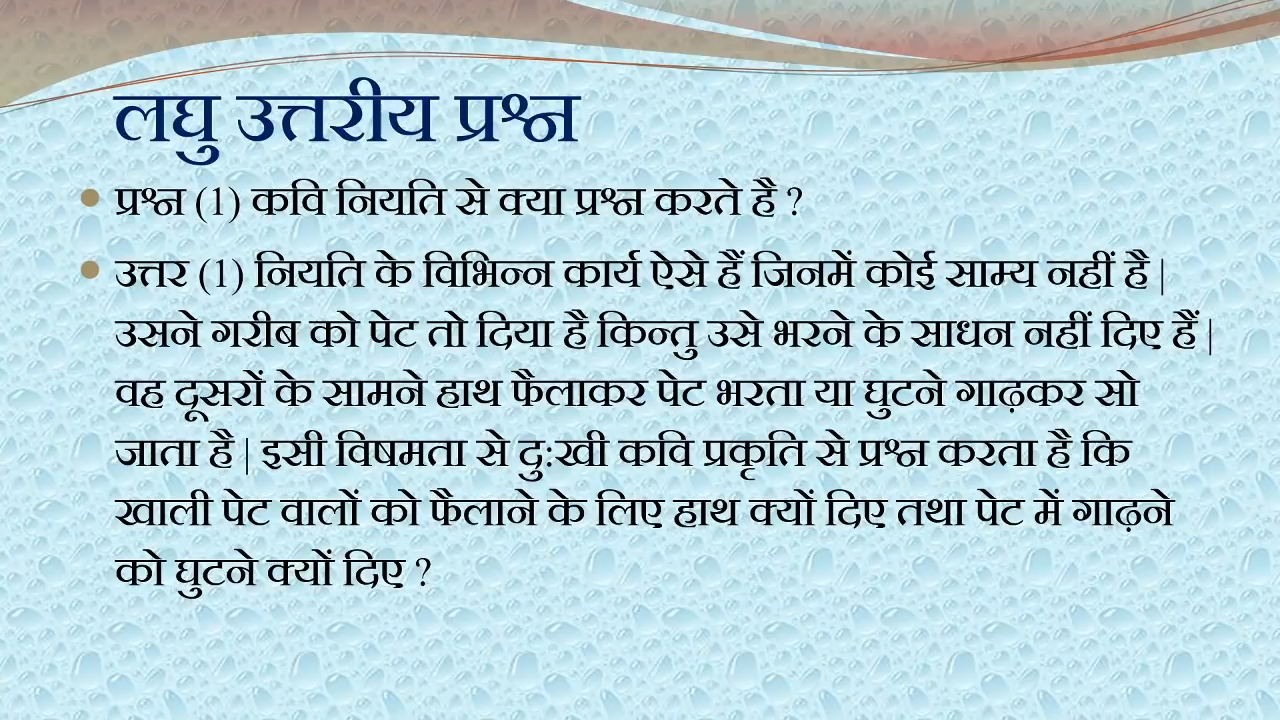 लघु उत्तरीय प्रश्न
प्रश्न (1) कवि नियति से क्या प्रश्न करते है ?
उत्तर (1) नियति के विभिन्न कार्य ऐसे हैं जिनमें कोई साम्य नहीं है |
उसने गरीब को पेट तो दिया है किन्तु उसे भरने के साधन नहीं दिए हैं |
वह दूसरों के सामने हाथ फैलाकर पेट भरता या घुटने गाढ़कर सो
जाता है | इसी विषमता से दुःखी कवि प्रकृति से प्रश्न करता है कि
खाली पेट वालों को फैलाने के लिए हाथ क्यों दिए तथा पेट में गाढ़ने
को घुटने क्यों दिए ?